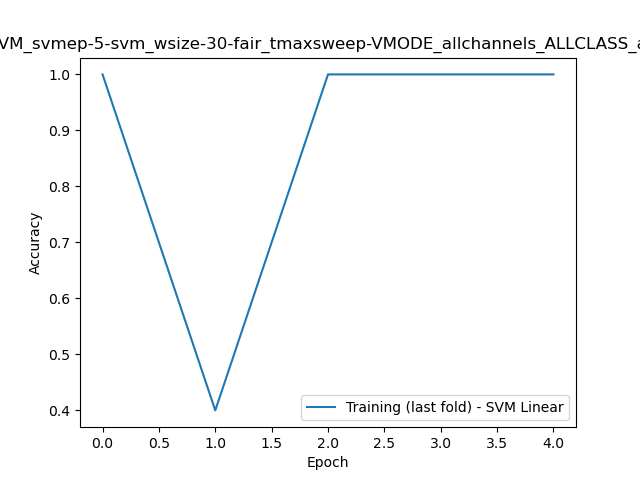 VM_svmep-5-svm_wsize-30-fair_tmaxsweep-VMODE_allchannels_ALLCLASS_a
1.0
0.9
0.8
0.7
0.6
0.5
0.4
Accuracy
Training (last fold) - SVM Linear
0.0 0.5 1.0 1.5 2.0 2.5 3.0 3.5 4.0
Epoch